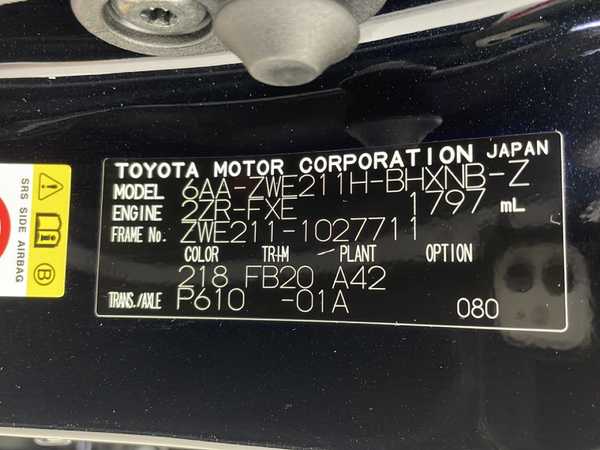 TOYOTA MOTOR CORPORATION JAPAN
MODEL 6AA-ZWE211H-BHXNB-Z
ENGINE 2ZR-FXE 1797 mL
FRAME No. ZWE211-1027711
COLOR TRIM PLANT OPTION
218 FB20 A42
TRANS./AXLE P610 -01A 080
SRS SIDE AIRBAG
B